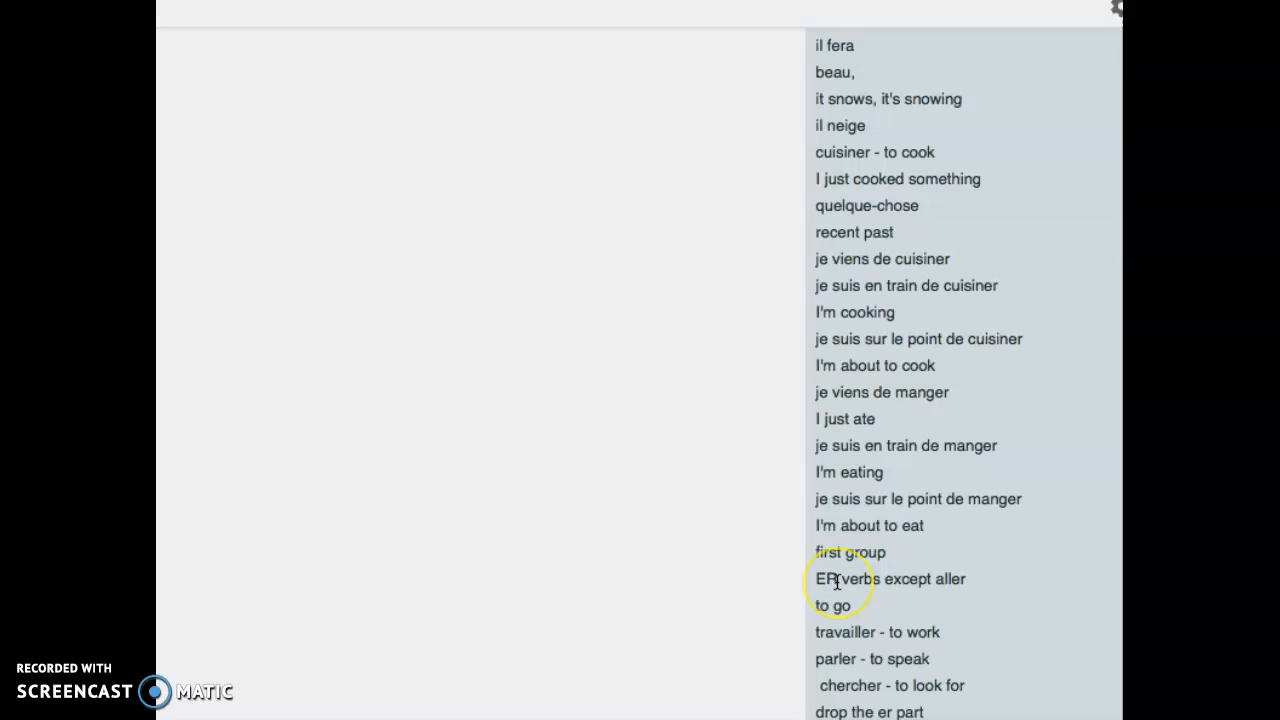 il fera
beau,
it snows, it's snowing
il neige
cuisiner - to cook
I just cooked something
quelque-chose
recent past
je viens de cuisiner
je suis en train de cuisiner
I'm cooking
je suis sur le point de cuisiner
I'm about to cook
je viens de manger
I just ate
je suis en train de manger
I'm eating
je suis sur le point de manger
I'm about to eat
first group
ER verbs except aller
to go
travailler - to work
parler - to speak
chercher - to look for
drop the er part
RECORDED WITH
SCREENCAST MATIC